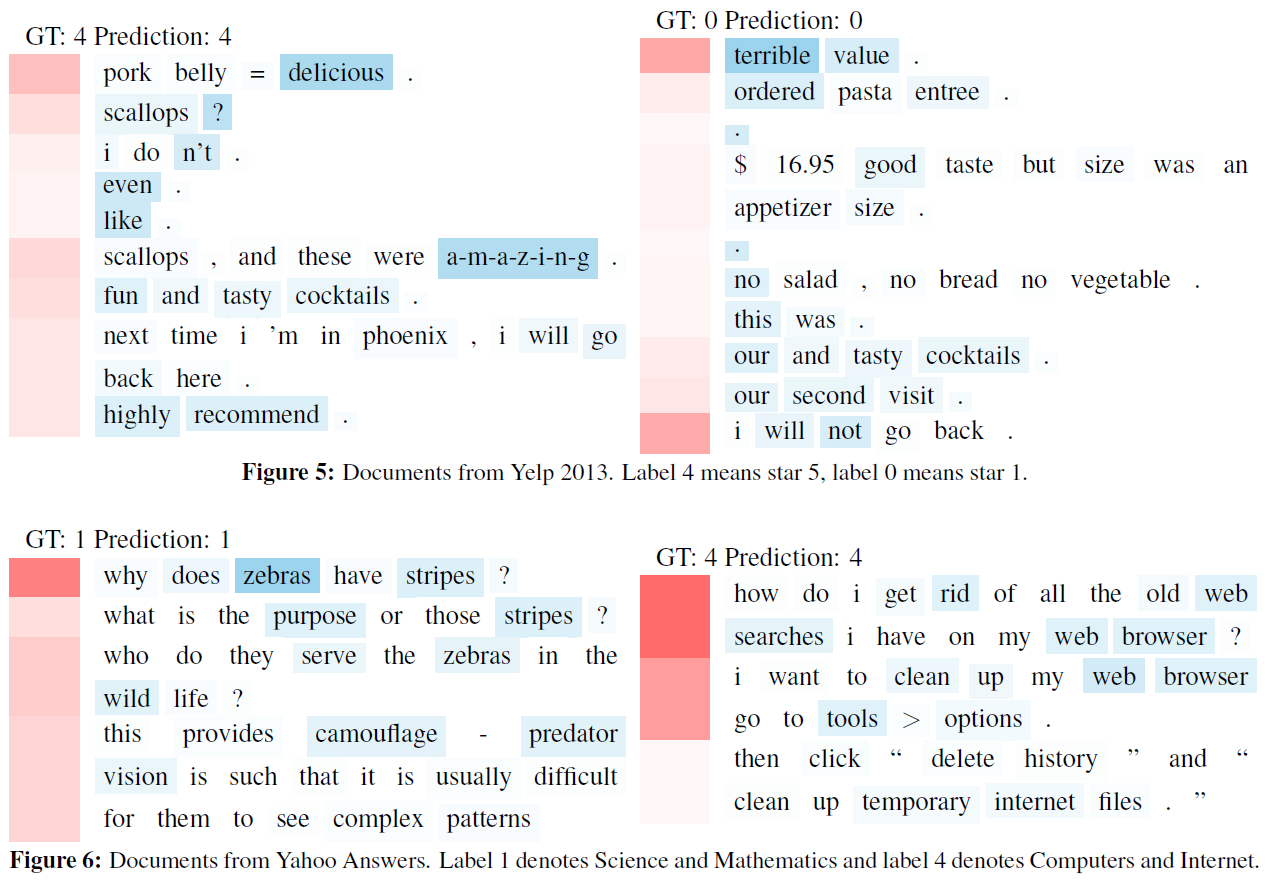 GT: 4 Prediction: 4
pork belly = delicious .
scallops ?
i do n't .
even .
like .
scallops , and these were a-m-a-z-i-n-g .
fun and tasty cocktails .
next time i 'm in phoenix , i will go
back here .
highly recommend .
GT: 0 Prediction: 0
terrible value .
ordered pasta entree .
.
$ 16.95 good taste but size was an
appetizer size .
.
no salad , no bread no vegetable .
this was .
our and tasty cocktails .
our second visit .
i will not go back .
Figure 5: Documents from Yelp 2013. Label 4 means star 5, label 0 means star 1.
GT: 1 Prediction: 1
why does zebras have stripes ?
what is the purpose or those stripes ?
who do they serve the zebras in the
wild life ?
this provides camouflage - predator
vision is such that it is usually difficult
for them to see complex patterns
GT: 4 Prediction: 4
how do i get rid of all the old web
searches i have on my web browser ?
i want to clean up my web browser
go to tools > options .
then click “ delete history ” and “
clean up temporary internet files . ”
Figure 6: Documents from Yahoo Answers. Label 1 denotes Science and Mathematics and label 4 denotes Computers and Internet.